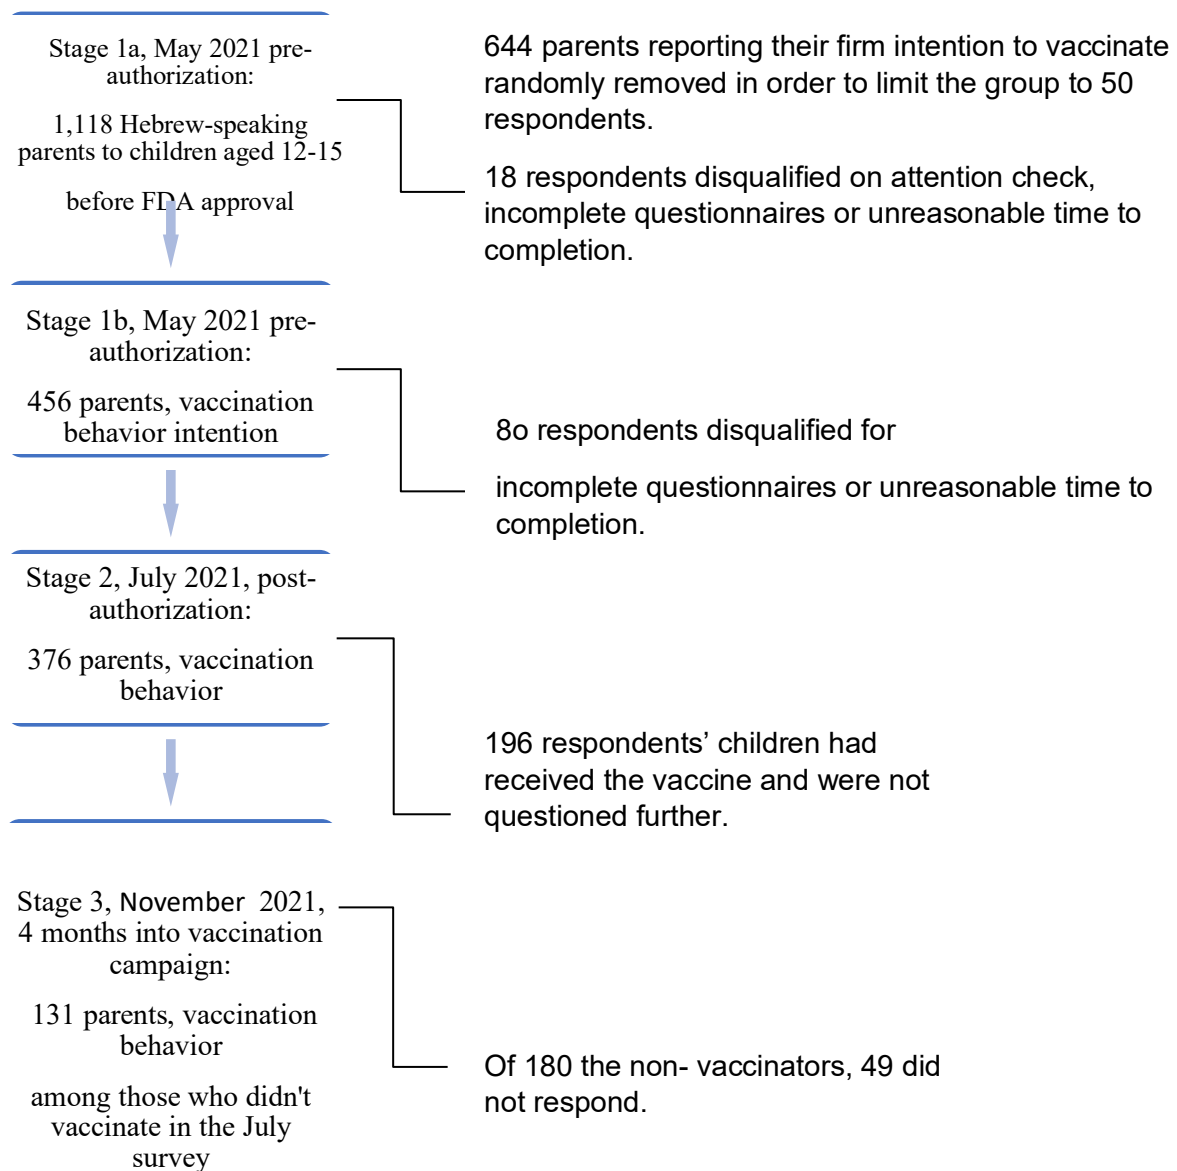 Stage 1a, May 2021 pre-
authorization:
1,118 Hebrew-speaking
parents to children aged 12-15
before FDA approval
644 parents reporting their firm intention to vaccinate
randomly removed in order to limit the group to 50
respondents.
18 respondents disqualified on attention check,
incomplete questionnaires or unreasonable time to
completion.
Stage 1b, May 2021 pre-
authorization:
456 parents, vaccination
behavior intention
8o respondents disqualified for
incomplete questionnaires or unreasonable time to
completion.
Stage 2, July 2021, post-
authorization:
376 parents, vaccination
behavior
196 respondents’ children had
received the vaccine and were not
questioned further.
Stage 3, November 2021,
4 months into vaccination
campaign:
131 parents, vaccination
behavior
among those who didn't
vaccinate in the July
survey
Of 180 the non- vaccinators, 49 did
not respond.